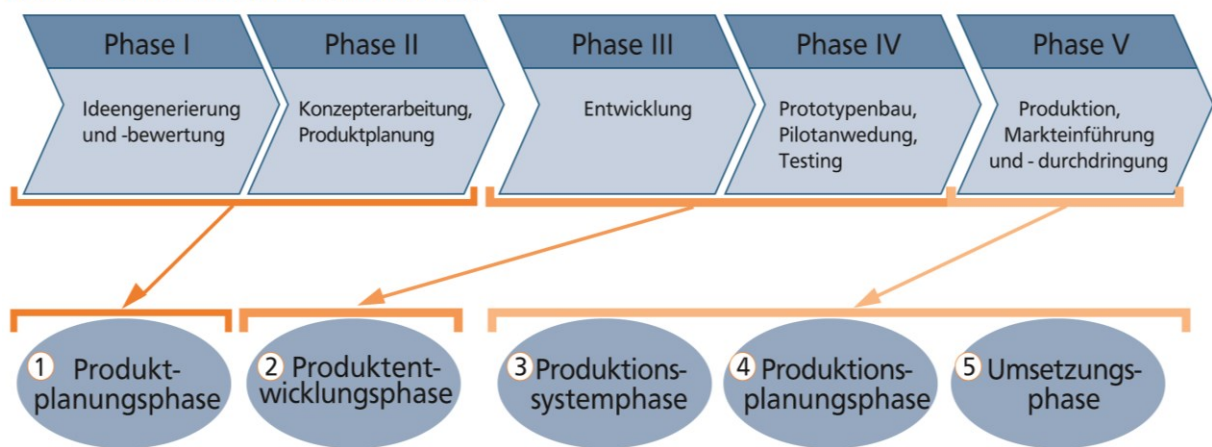 Phase I
Phase II
Phase III
Phase IV
Phase V
Ideengenerierung
und -bewertung
Konzepterarbeitung,
Produktplanung
Entwicklung
Prototypenbau,
Pilotanwedung,
Testing
Produktion,
Markteinführung
und - durchdringung
1 Produkt-
planungsphase
2 Produktent-
wicklungsphase
3 Produktions-
systemphase
4 Produktions-
planungsphase
5 Umsetzungs-
phase